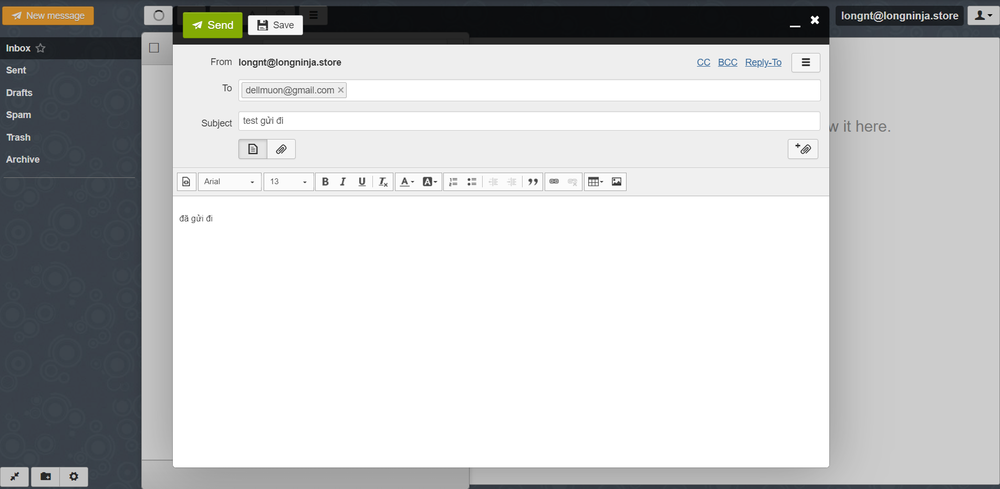 New message
Send
Save
longnt@longninja.store
Inbox
Sent
Drafts
Spam
Trash
Archive
From longnt@longninja.store
CC BCC Reply-To
To dellmuon@gmail.com
Subject test gửi đi
w it here.
Arial 13
đã gửi đi